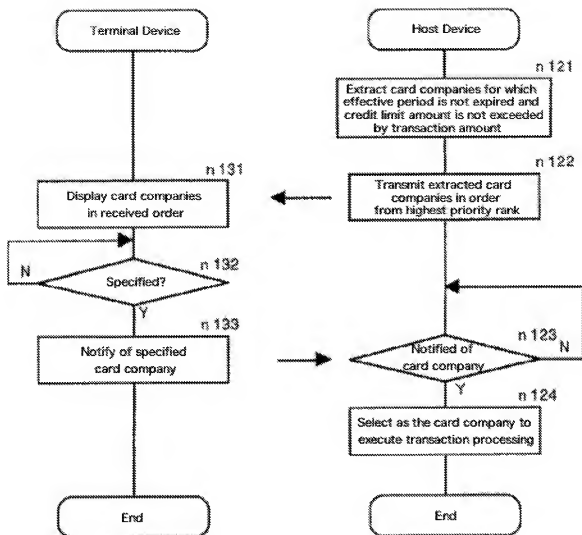 Terminal Device
Host Device
n 121
Extract card companies for which
effective period is not expired and
credit limit amount is not exceeded
by transaction amount
n 131
n 122
Display card companies
in received order
Transmit extracted card
companies in order
from highest priority rank
N
n 132
Specified?
Y
n 133
Notify of specified
card company
n 123
Notified of
card company
N
Y
n 124
Select as the card company to
execute transaction processing
End
End